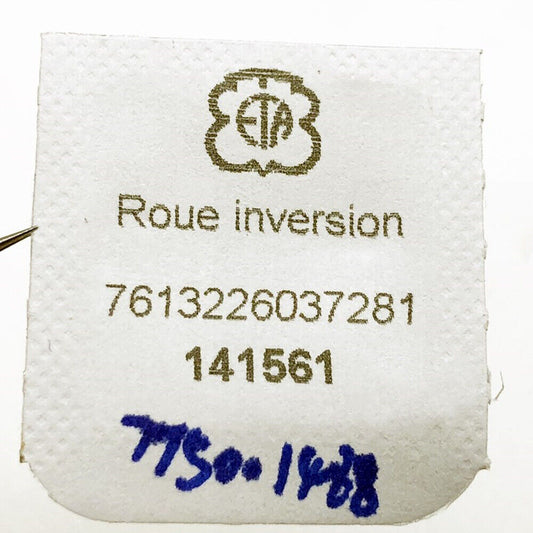 ETA
Roue inversion
7613226037281
141561
7750.1488